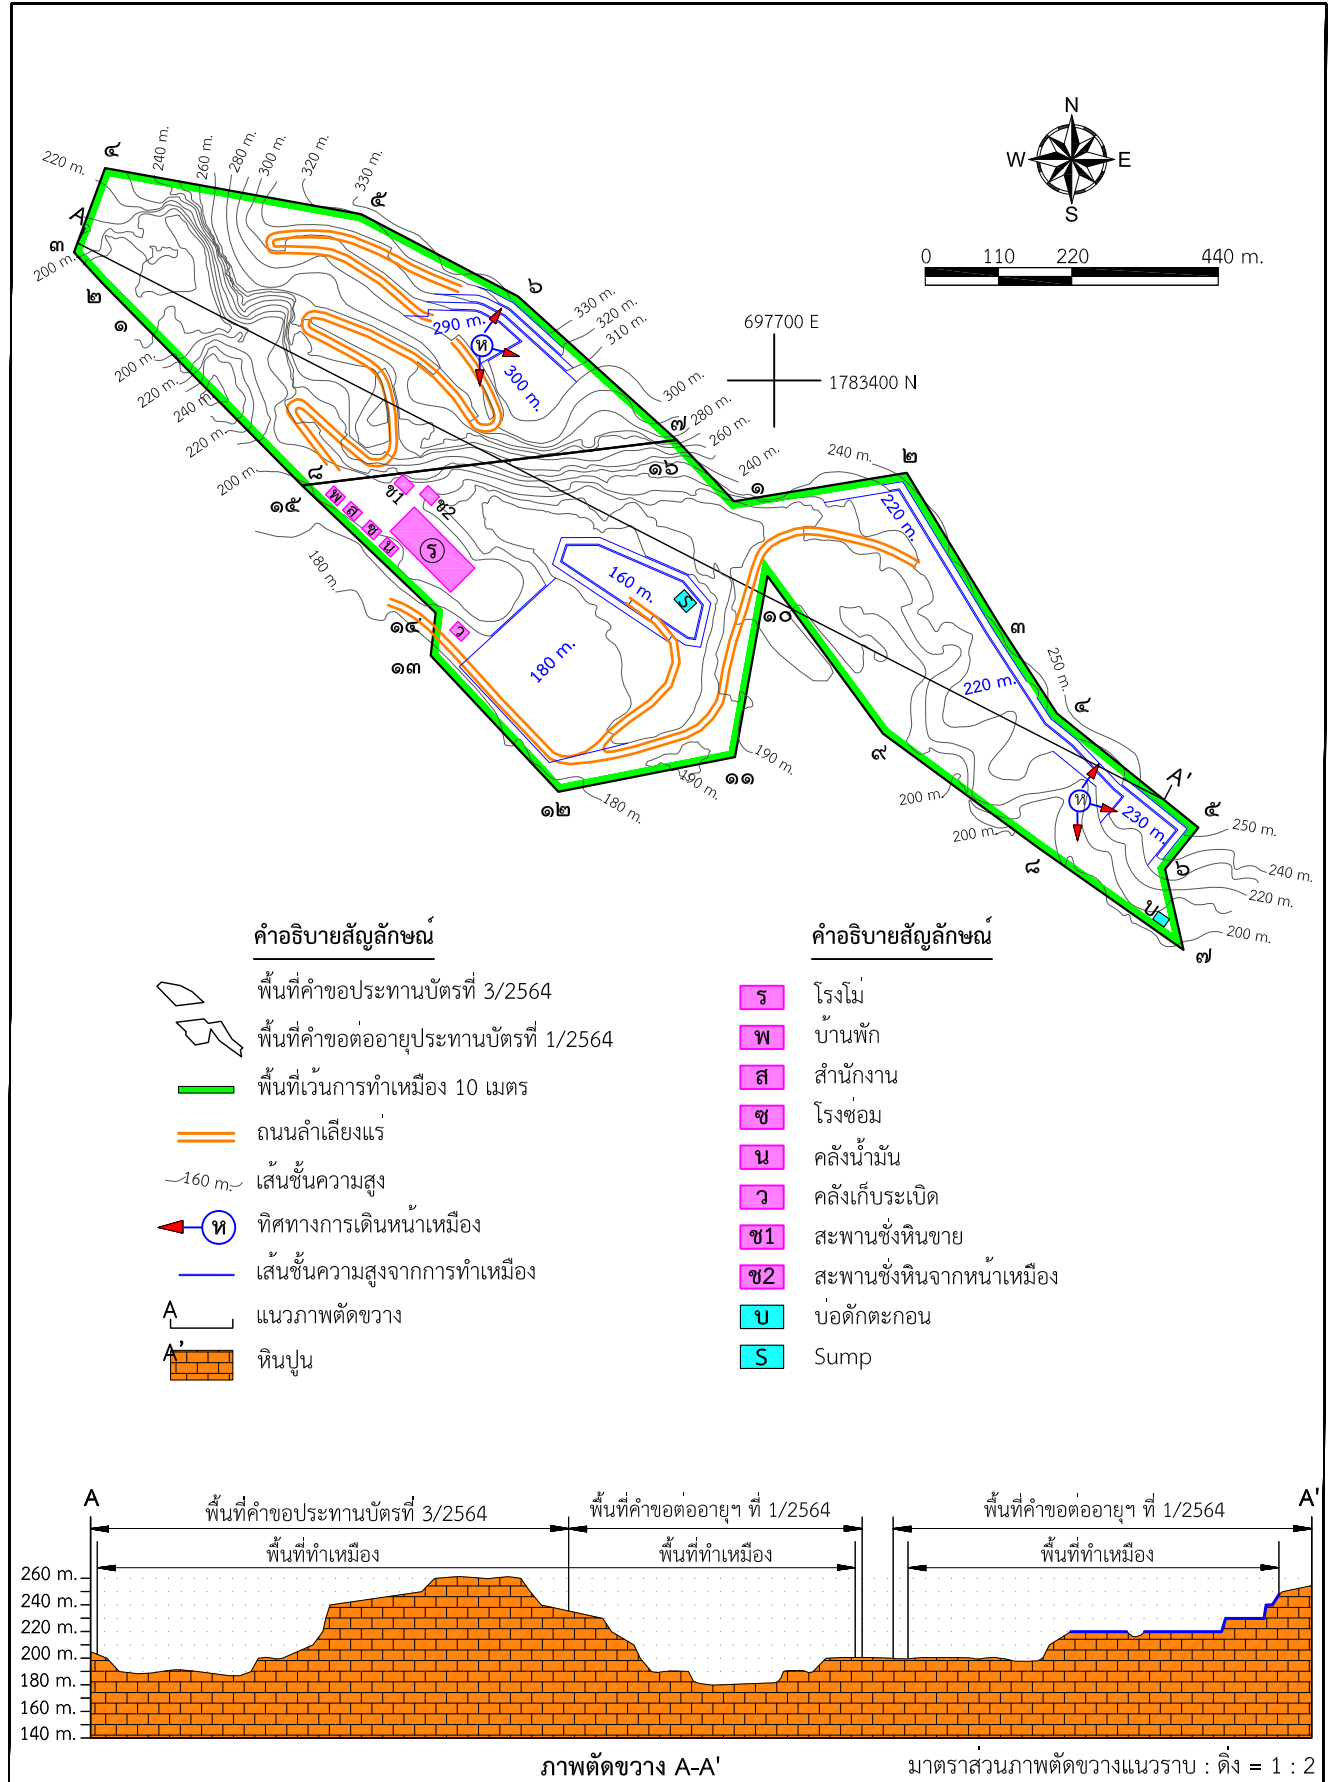 N
W E
S
0 110 220 440 m.
697700 E
1783400 N
220 m.
๔
240 m.
260 m.
280 m.
300 m.
320 m.
330 m.
๕
A
๓
200 m.
๒
๑
200 m.
220 m.
240 m.
220 m.
200 m.
๖
330 m.
320 m.
310 m.
290 m.
ห
300 m.
300 m.
๗
280 m.
260 m.
๑๖
240 m.
๑
240 m.
๒
๘
๑๕
พ
ส
ซ
น
ช1
ช2
ร
180 m.
๑๔
๑๓
ว
160 m.
S
180 m.
๑๐
220 m.
๓
250 m.
220 m.
๔
190 m.
๑๑
190 m.
180 m.
๑๒
๙
200 m.
200 m.
A'
ห
230 m.
๕
250 m.
๖
240 m.
220 m.
๘
บ
200 m.
๗
คำอธิบายสัญลักษณ์
พื้นที่คำขอประทานบัตรที่ 3/2564
พื้นที่คำขอต่ออายุประทานบัตรที่ 1/2564
พื้นที่เว้นการทำเหมือง 10 เมตร
ถนนลำเลียงแร่
160 m. เส้นชั้นความสูง
ห ทิศทางการเดินหน้าเหมือง
เส้นชั้นความสูงจากการทำเหมือง
A A' แนวภาพตัดขวาง
หินปูน
คำอธิบายสัญลักษณ์
ร โรงโม่
พ บ้านพัก
ส สำนักงาน
ซ โรงซ่อม
น คลังน้ำมัน
ว คลังเก็บระเบิด
ช1 สะพานชั่งหินขาย
ช2 สะพานชั่งหินจากหน้าเหมือง
บ บ่อดักตะกอน
S Sump
A A'
พื้นที่คำขอประทานบัตรที่ 3/2564 พื้นที่คำขอต่ออายุฯ ที่ 1/2564 พื้นที่คำขอต่ออายุฯ ที่ 1/2564
พื้นที่ทำเหมือง พื้นที่ทำเหมือง พื้นที่ทำเหมือง
260 m.
240 m.
220 m.
200 m.
180 m.
160 m.
140 m.
ภาพตัดขวาง A-A'
มาตราส่วนภาพตัดขวางแนวราบ : ดิ่ง = 1 : 2